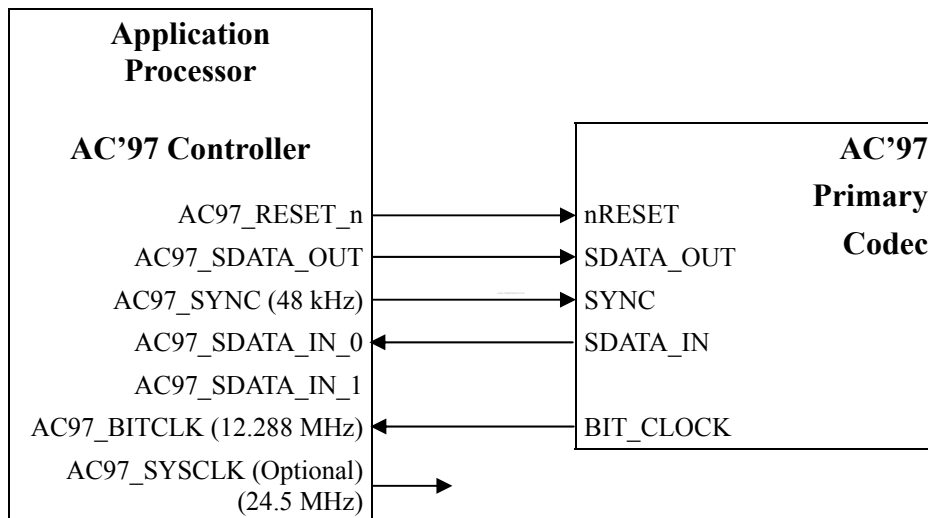 Application
Processor
AC’97 Controller
AC97_RESET_n
AC97_SDATA_OUT
AC97_SYNC (48 kHz)
AC97_SDATA_IN_0
AC97_SDATA_IN_1
AC97_BITCLK (12.288 MHz)
AC97_SYSCLK (Optional)
(24.5 MHz)
AC’97
Primary
Codec
nRESET
SDATA_OUT
SYNC
SDATA_IN
BIT_CLOCK